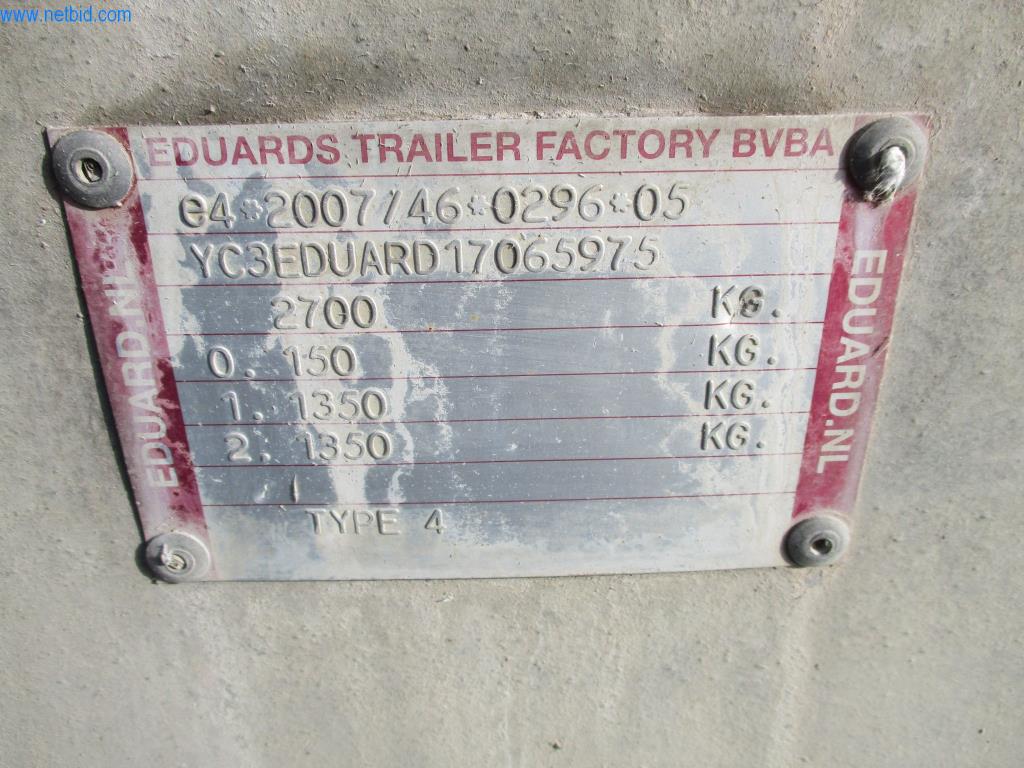 www.netbid.com
EDUARDS TRAILER FACTORY BVBA
e4*2007/46*0296*05
YC3EDUARD17065975
2700 KG.
0. 150 KG.
1. 1350 KG.
2. 1350 KG.
TYPE 4
EDUARD.NL
EDUARD.NL